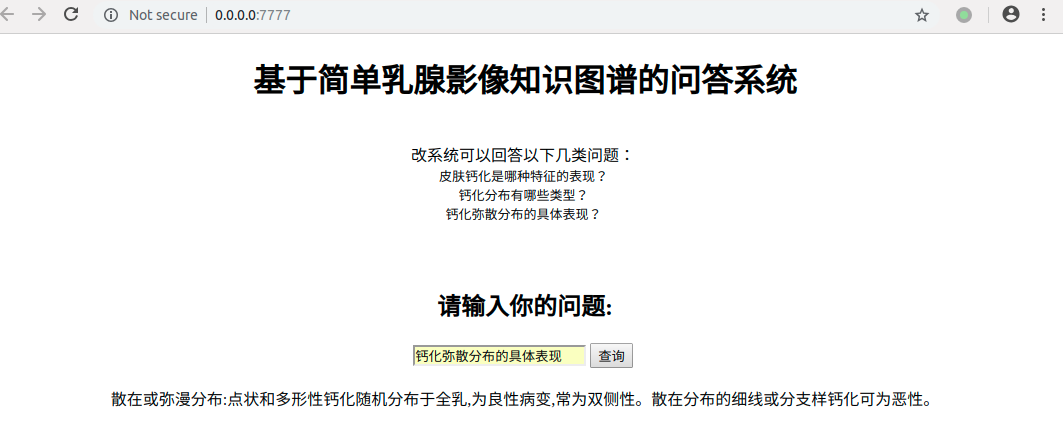 Not secure | 0.0.0.0:7777
基于简单乳腺影像知识图谱的问答系统
改系统可以回答以下几类问题：
皮肤钙化是哪种特征的表现？
钙化分布有哪些类型？
钙化弥散分布的具体表现？
请输入你的问题:
钙化弥散分布的具体表现 查询
散在或弥漫分布:点状和多形性钙化随机分布于全乳,为良性病变,常为双侧性。散在分布的细线或分支样钙化可为恶性。